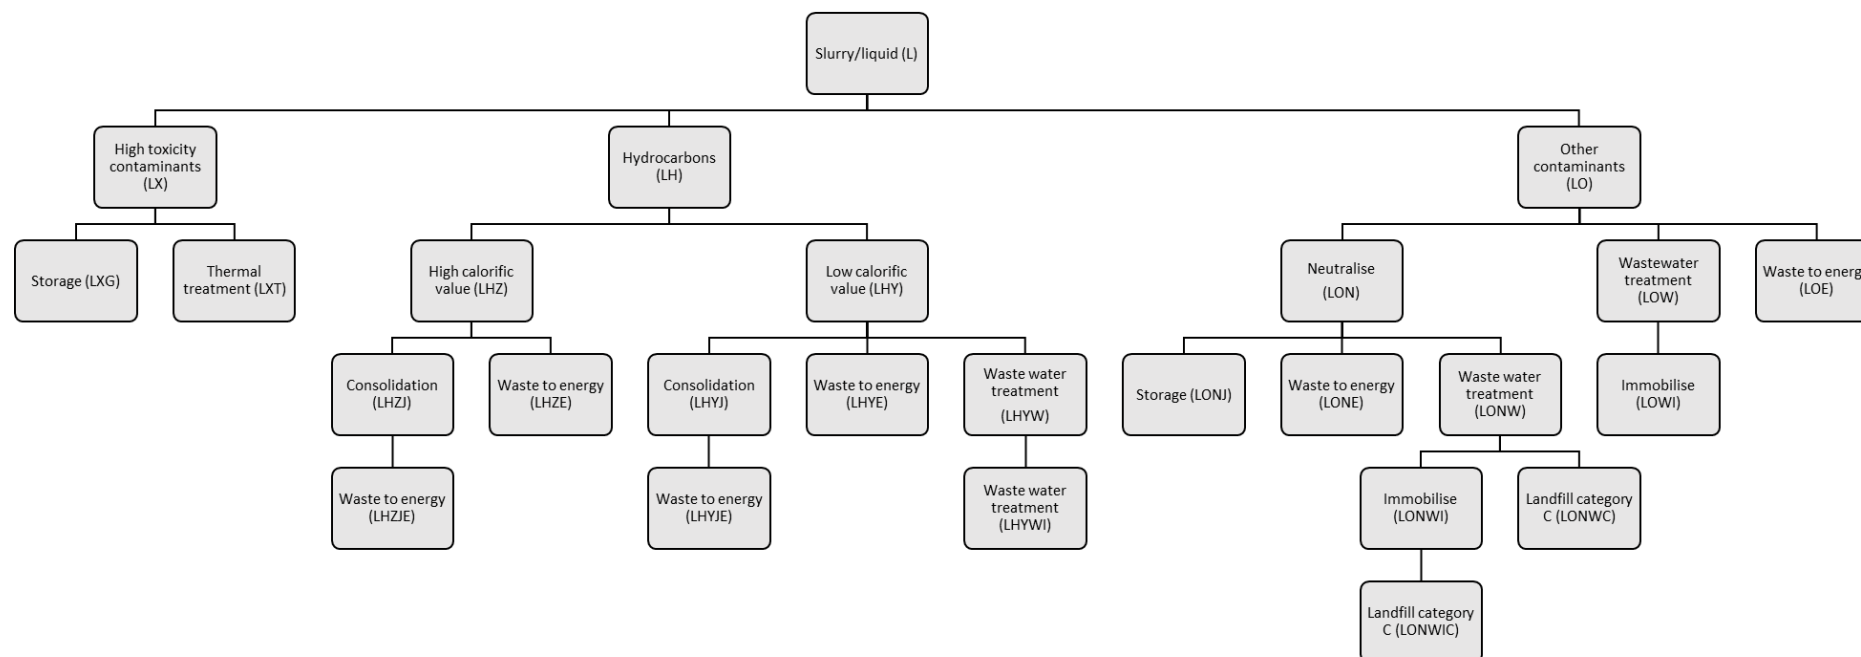 Slurry/liquid (L)
High toxicity
contaminants
(LX)
Hydrocarbons
(LH)
Other
contaminants
(LO)
Storage (LXG)
Thermal
treatment (LXT)
High calorific
value (LHZ)
Low calorific
value (LHY)
Neutralise
(LON)
Wastewater
treatment
(LOW)
Waste to energ
(LOE)
Consolidation
(LHZJ)
Waste to energy
(LHZE)
Consolidation
(LHYJ)
Waste to energy
(LHYE)
Waste water
treatment
(LHYW)
Storage (LONJ)
Waste to energy
(LONE)
Waste water
treatment
(LONW)
Immobilise
(LOWI)
Waste to energy
(LHZJE)
Waste to energy
(LHYJE)
Waste water
treatment
(LHYWI)
Immobilise
(LONWI)
Landfill category
C (LONWC)
Landfill category
C (LONWIC)